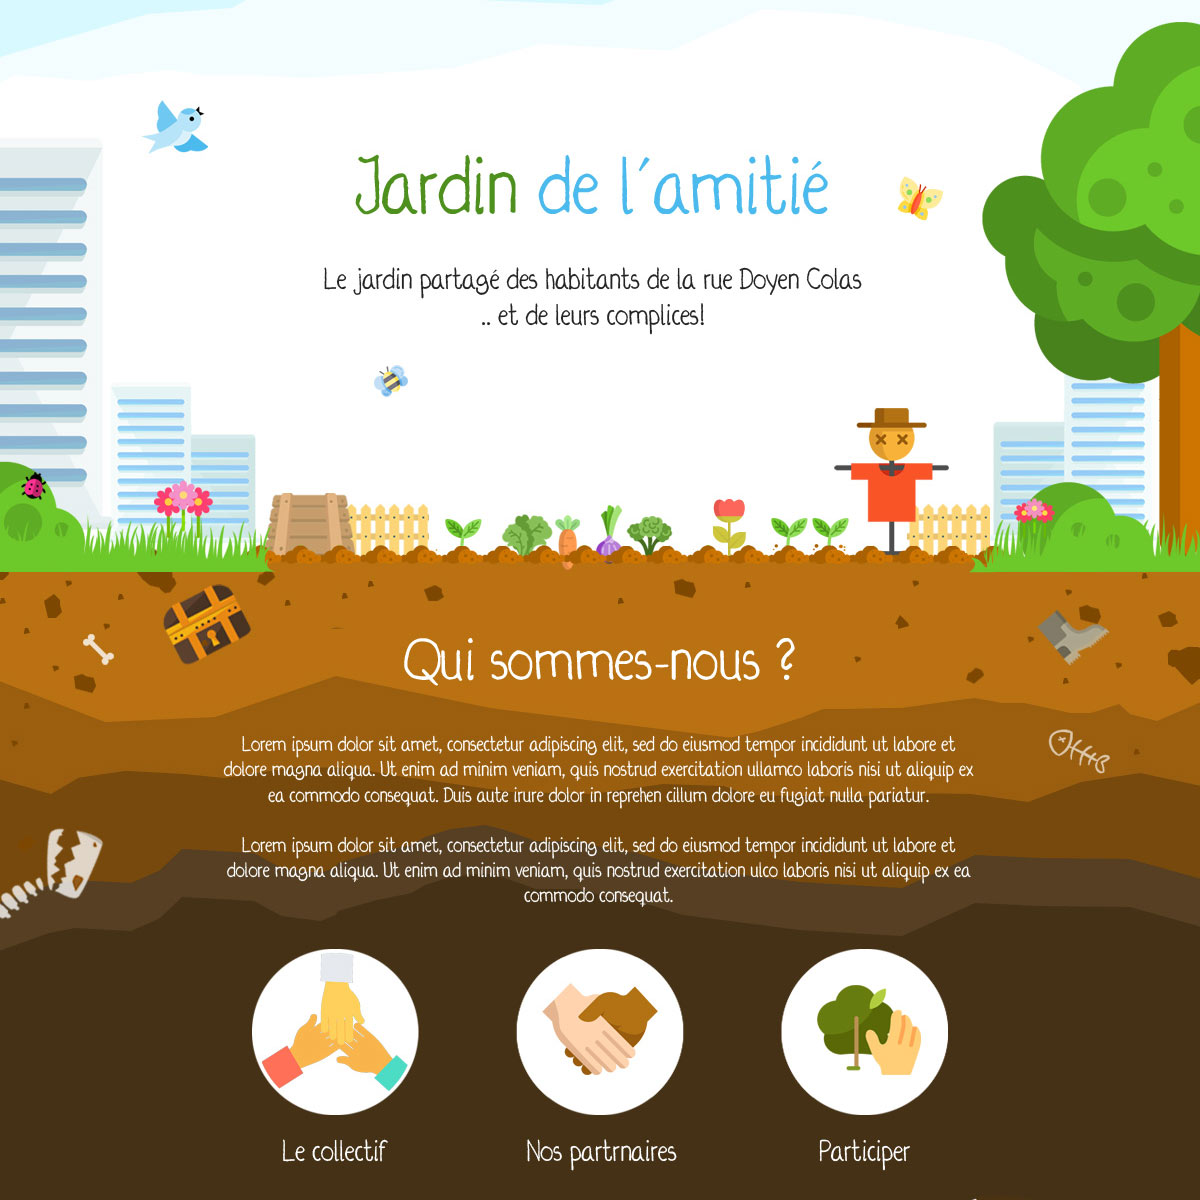 Jardin de l'amitié
Le jardin partagé des habitants de la rue Doyen Colas
.. et de leurs complices!
Qui sommes-nous ?
Lorem ipsum dolor sit amet, consectetur adipiscing elit, sed do eiusmod tempor incididunt ut labore et
dolore magna aliqua. Ut enim ad minim veniam, quis nostrud exercitation ullamco laboris nisi ut aliquip ex
ea commodo consequat. Duis aute irure dolor in reprehen cillum dolore eu fugiat nulla pariatur.
Lorem ipsum dolor sit amet, consectetur adipiscing elit, sed do eiusmod tempor incididunt ut labore et
dolore magna aliqua. Ut enim ad minim veniam, quis nostrud exercitation ulco laboris nisi ut aliquip ex ea
commodo consequat.
Le collectif
Nos partrnaires
Participer